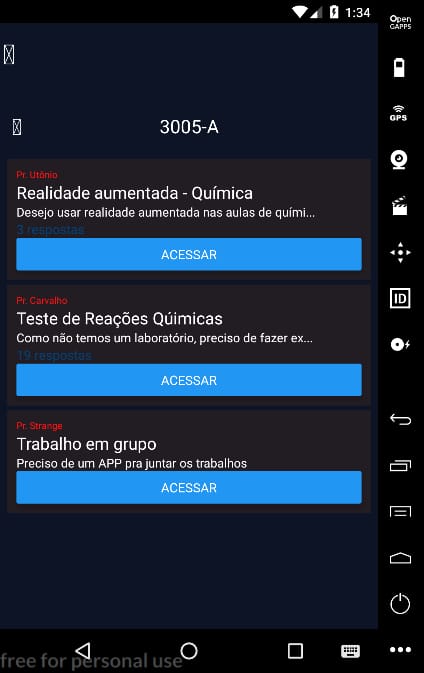 1:34
Open
GAPPS
GPS
3005-A
Pr. Utônio
Realidade aumentada - Química
Desejo usar realidade aumentada nas aulas de quími...
3 respostas
ACESSAR
Pr. Carvalho
Teste de Reações Qúimicas
Como não temos um laboratório, preciso de fazer ex...
19 respostas
ACESSAR
ID
Pr. Strange
Trabalho em grupo
Preciso de um APP pra juntar os trabalhos
ACESSAR
free for personal use